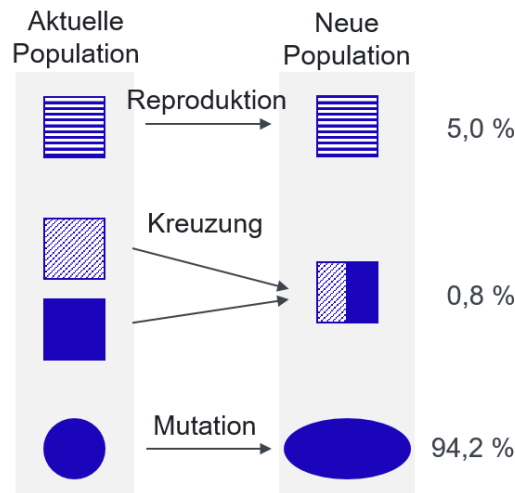 Aktuelle
Population
Neue
Population
Reproduktion
5,0 %
Kreuzung
0,8 %
Mutation
94,2 %